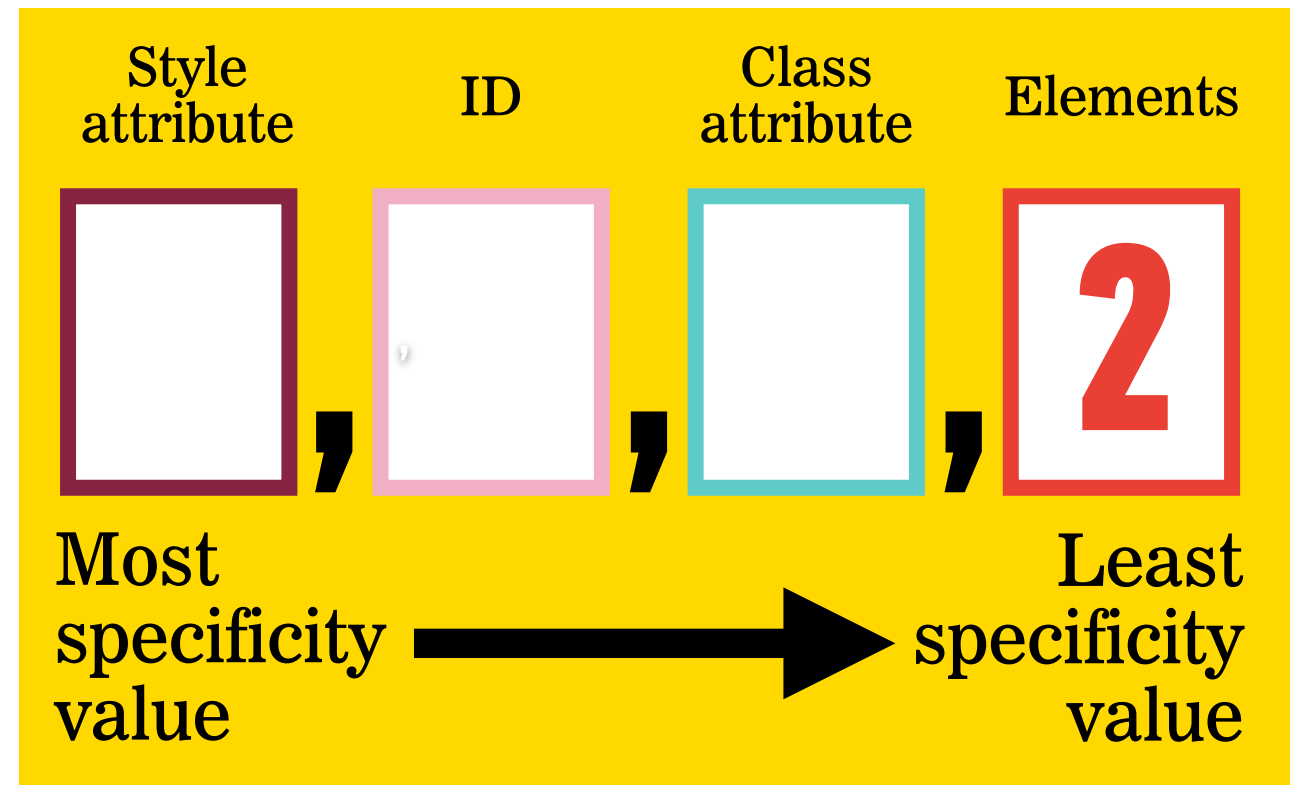 Style
attribute
ID
Class
attribute
Elements
, , , , 2
Most
specificity
value
Least
specificity
value